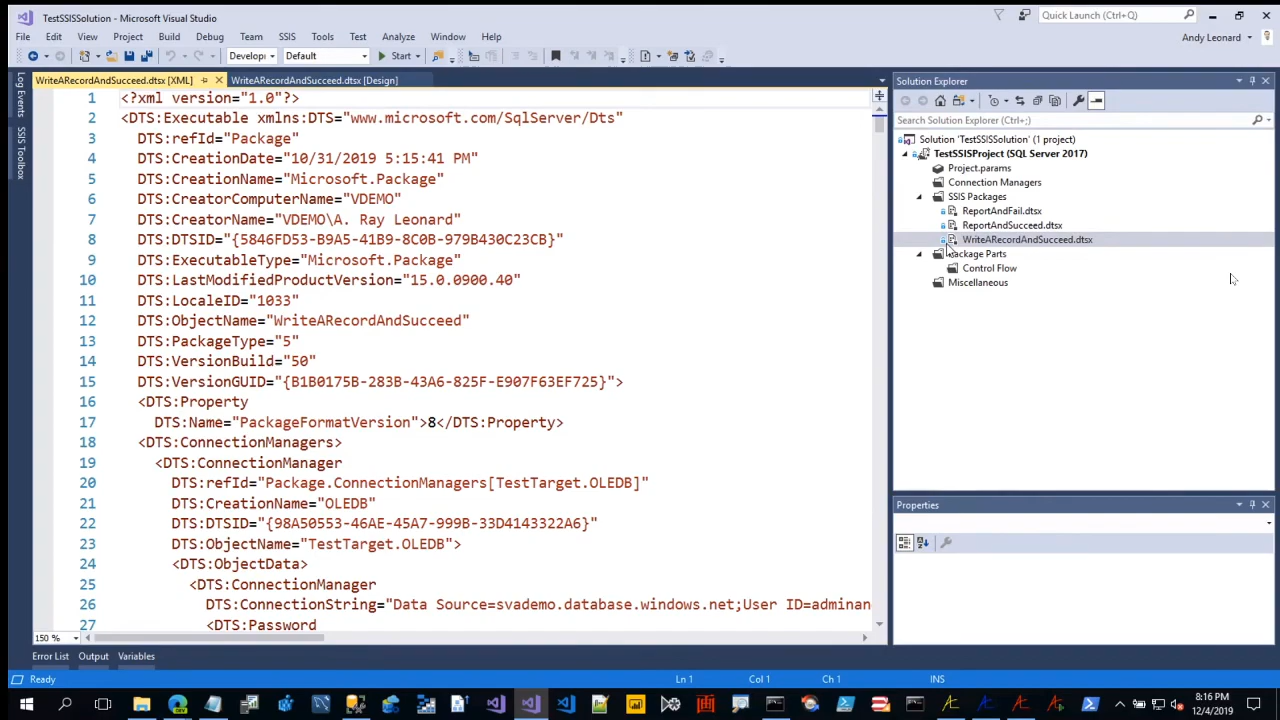 TestSSISSolution - Microsoft Visual Studio
Quick Launch (Ctrl+Q)
File Edit View Project Build Debug Team SSIS Tools Test Analyze Window Help
Andy Leonard
Develop Default Start
WriteARecordAndSucceed.dtsx [XML] WriteARecordAndSucceed.dtsx [Design]
Log Events
SSIS Toolbox
1 <?xml version="1.0"?>
2 <DTS:Executable xmlns:DTS="www.microsoft.com/SqlServer/Dts"
3 DTS:refId="Package"
4 DTS:CreationDate="10/31/2019 5:15:41 PM"
5 DTS:CreationName="Microsoft.Package"
6 DTS:CreatorComputerName="VDEMO"
7 DTS:CreatorName="VDEMO\A. Ray Leonard"
8 DTS:DTSID="{5846FD53-B9A5-41B9-8C0B-979B430C23CB}"
9 DTS:ExecutableType="Microsoft.Package"
10 DTS:LastModifiedProductVersion="15.0.0900.40"
11 DTS:LocaleID="1033"
12 DTS:ObjectName="WriteARecordAndSucceed"
13 DTS:PackageType="5"
14 DTS:VersionBuild="50"
15 DTS:VersionGUID="{B1B0175B-283B-43A6-825F-E907F63EF725}">
16 <DTS:Property
17 DTS:Name="PackageFormatVersion">8</DTS:Property>
18 <DTS:ConnectionManagers>
19 <DTS:ConnectionManager
20 DTS:refId="Package.ConnectionManagers[TestTarget.OLEDB]"
21 DTS:CreationName="OLEDB"
22 DTS:DTSID="{98A50553-46AE-45A7-999B-33D4143322A6}"
23 DTS:ObjectName="TestTarget.OLEDB">
24 <DTS:ObjectData>
25 <DTS:ConnectionManager
26 DTS:ConnectionString="Data Source=svademo.database.windows.net;User ID=adminan
27 <DTS:Password
150 %
Solution Explorer
Search Solution Explorer (Ctrl+;)
Solution 'TestSSISSolution' (1 project)
TestSSISProject (SQL Server 2017)
Project.params
Connection Managers
SSIS Packages
ReportAndFail.dtsx
ReportAndSucceed.dtsx
WriteARecordAndSucceed.dtsx
Package Parts
Control Flow
Miscellaneous
Properties
Error List Output Variables
Ready Ln 1 Col 1 Ch 1 INS
8:16 PM
12/4/2019